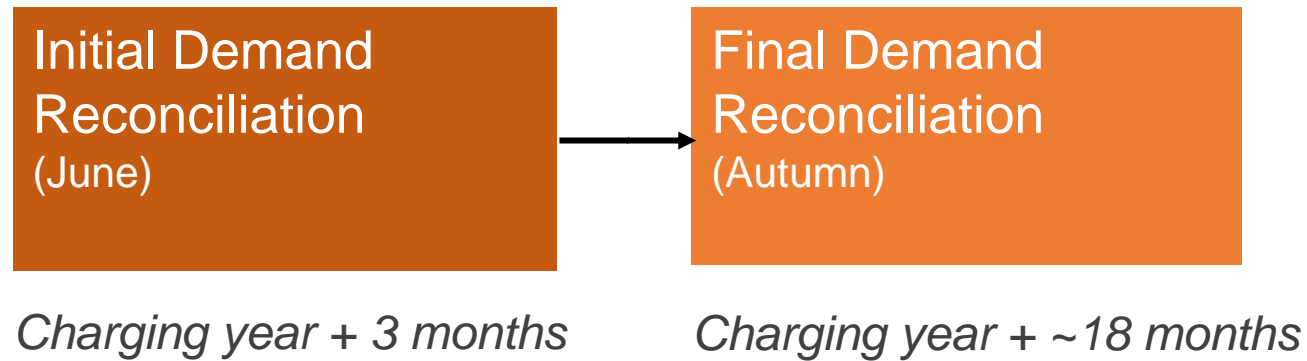 Initial Demand
Reconciliation
(June)
Final Demand
Reconciliation
(Autumn)
Charging year + 3 months
Charging year + ~18 months